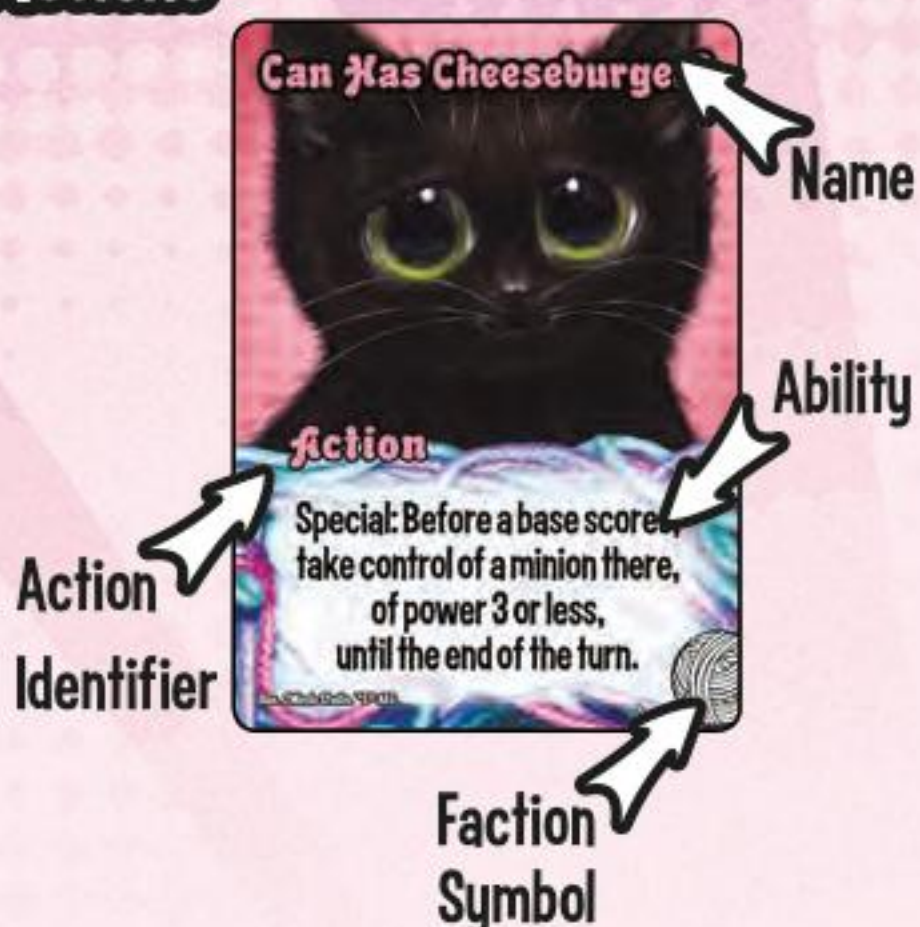 Can Has Cheeseburge
Name
Ability
Action
Special: Before a base score
take control of a minion there,
of power 3 or less,
until the end of the turn.
Action
Identifier
Faction
Symbol